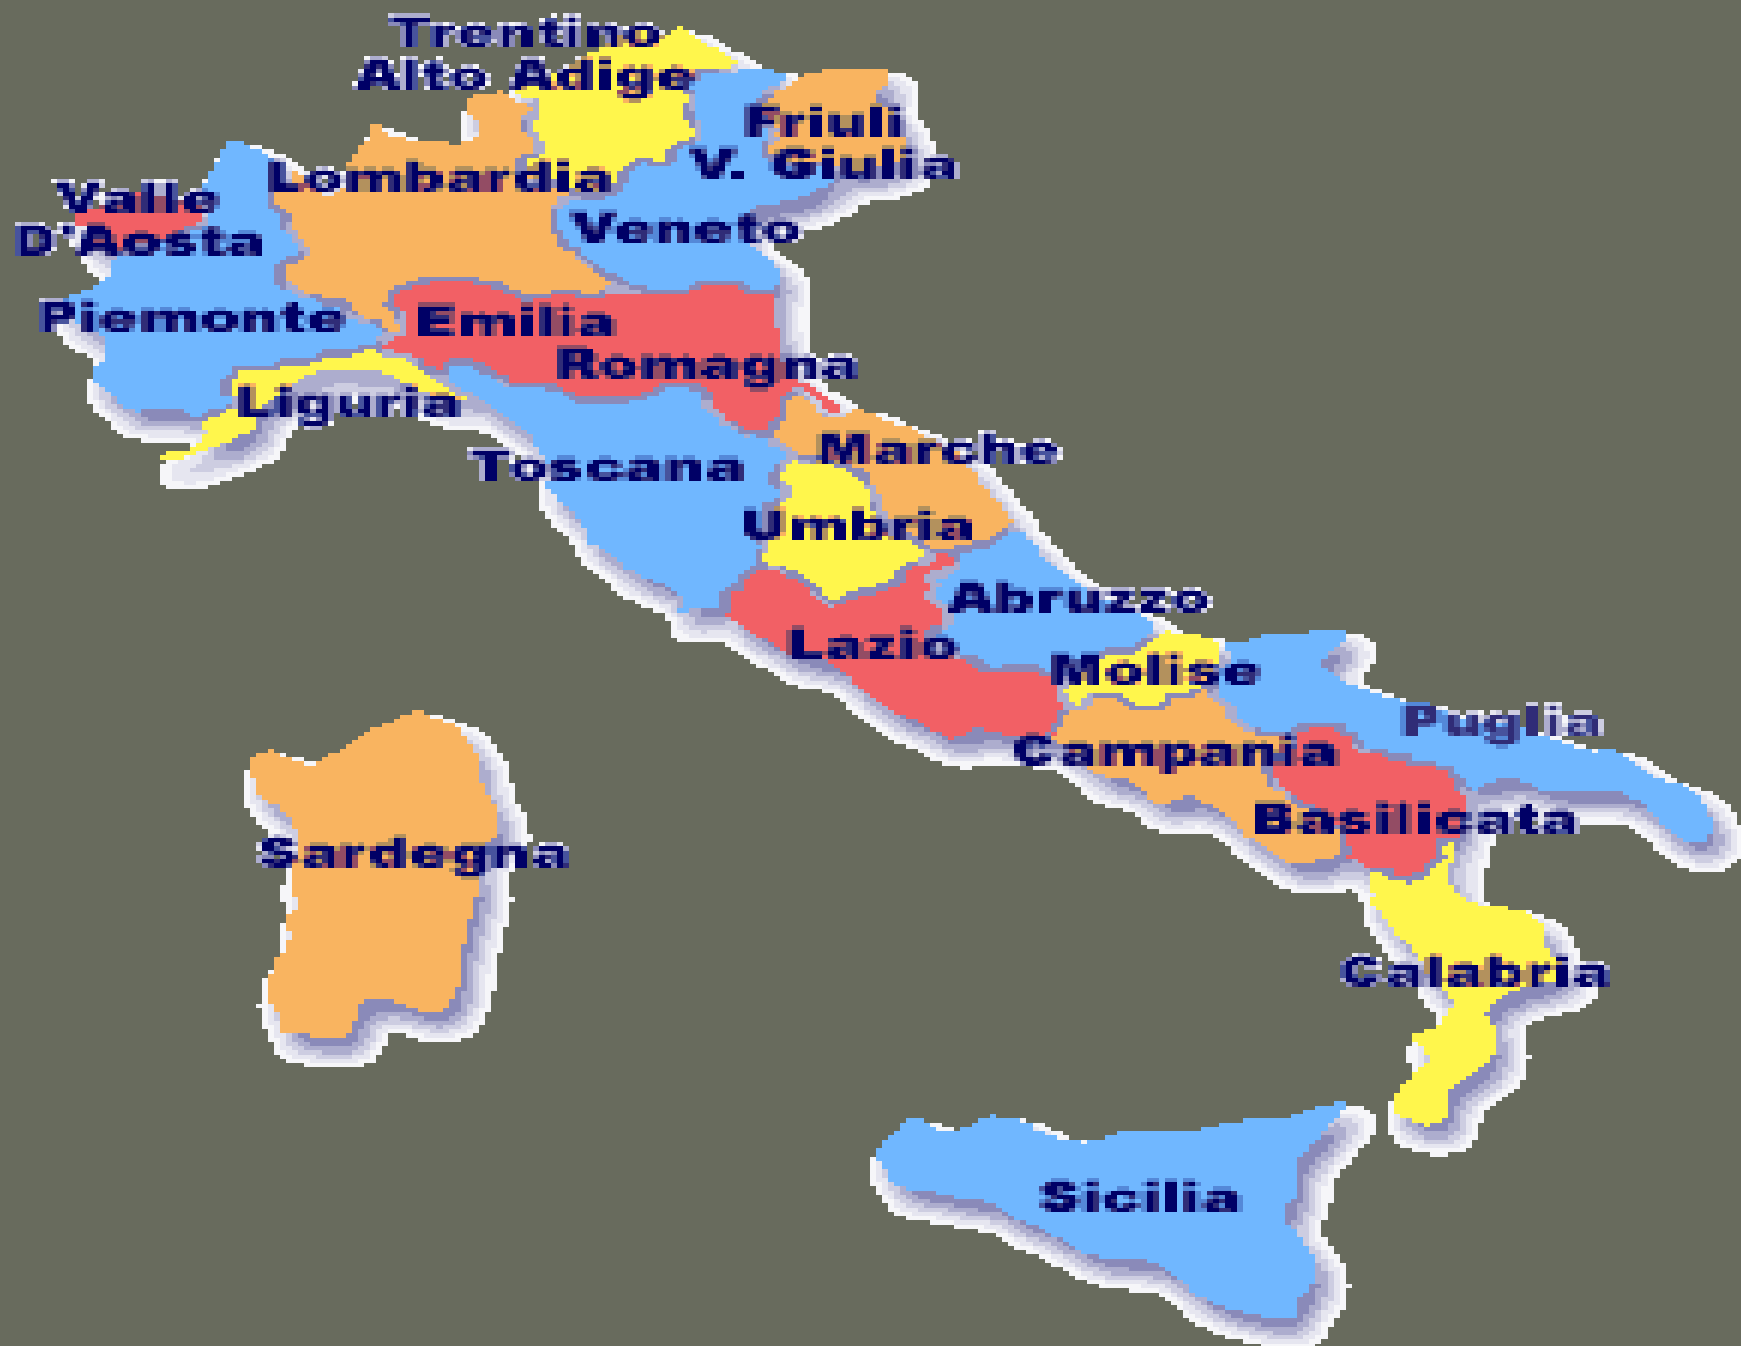 Trentino
Alto Adige
Friuli
V. Giulia
Lombardia
Valle
D'Aosta
Veneto
Piemonte
Emilia
Romagna
Liguria
Marche
Toscana
Umbria
Abruzzo
Lazio
Molise
Puglia
Campania
Basilicata
Sardegna
Calabria
Sicilia